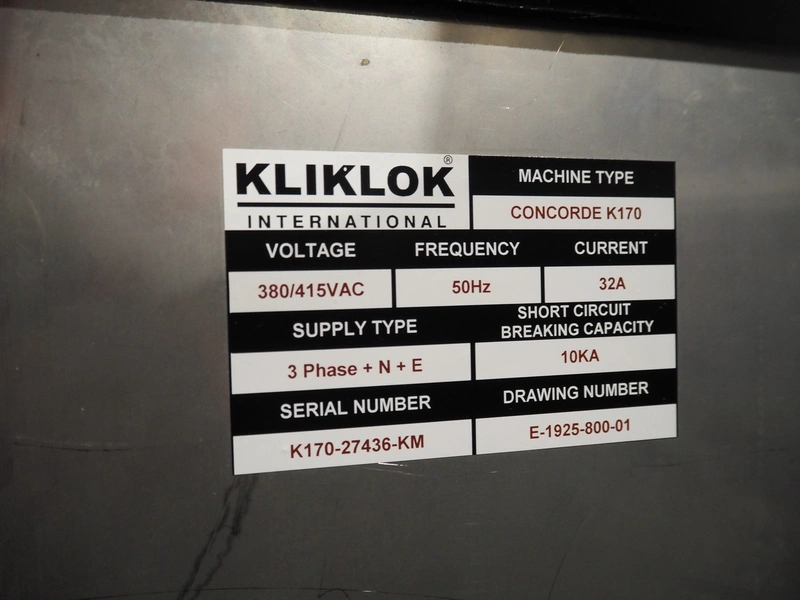 KLIKLOK®
INTERNATIONAL
MACHINE TYPE
CONCORDE K170
VOLTAGE FREQUENCY CURRENT
380/415VAC 50Hz 32A
SUPPLY TYPE
3 Phase + N + E
SHORT CIRCUIT
BREAKING CAPACITY
10KA
SERIAL NUMBER
K170-27436-KM
DRAWING NUMBER
E-1925-800-01